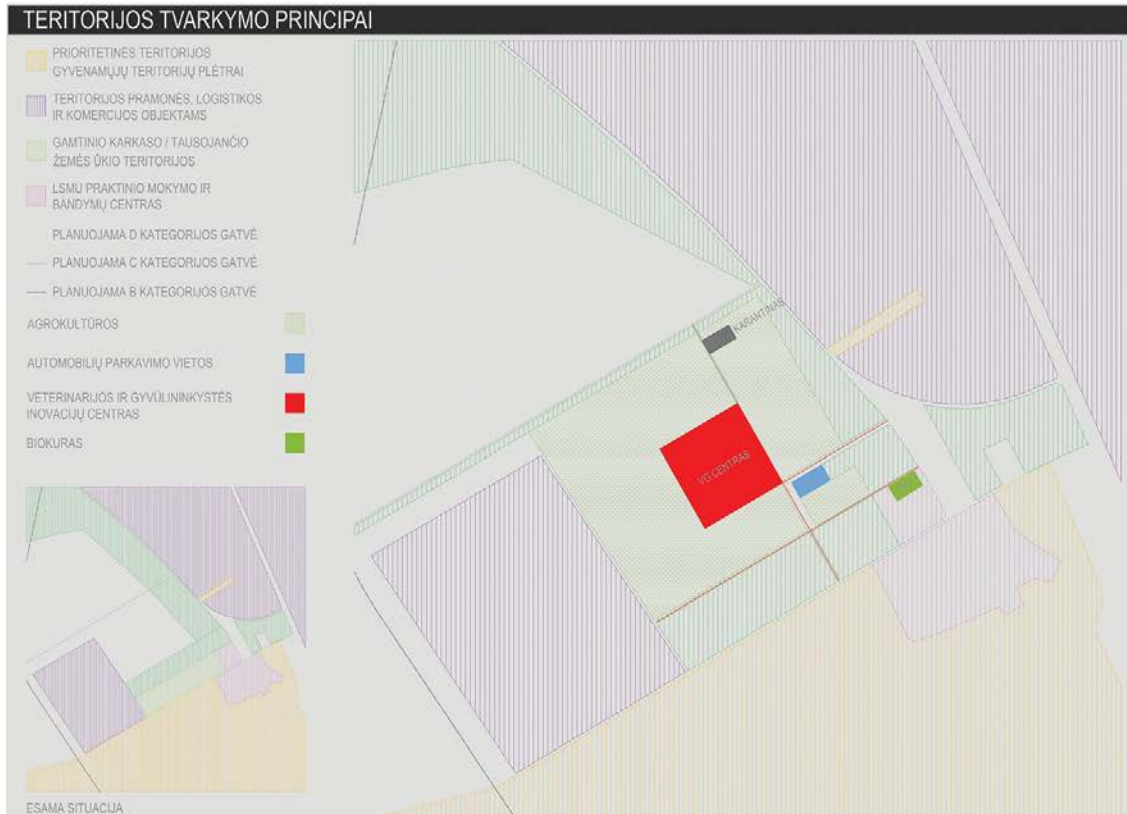 TERITORIJOS TVARKYMO PRINCIPAI
PRIORITETINĖS TERITORIJOS
GYVENAMŲJŲ TERITORIJŲ PLĖTRAI
TERITORIJOS PRAMONĖS, LOGISTIKOS
IR KOMERCIJOS OBJEKTAMS
GAMTINIO KARKASO / TAUSOJANČIO
ŽEMĖS ŪKIO TERITORIJOS
LSMU PRAKTINIO MOKYMO IR
BANDYMŲ CENTRAS
PLANUOJAMA D KATEGORIJOS GATVĖ
PLANUOJAMA C KATEGORIJOS GATVĖ
PLANUOJAMA B KATEGORIJOS GATVĖ
AGROKULTŪROS
AUTOMOBILIŲ PARKAVIMO VIETOS
VETERINARIJOS IR GYVŪLININKYSTĖS
INOVACIJŲ CENTRAS
BIOKURAS
KARANTINAS
VG CENTRAS
ESAMA SITUACIJA